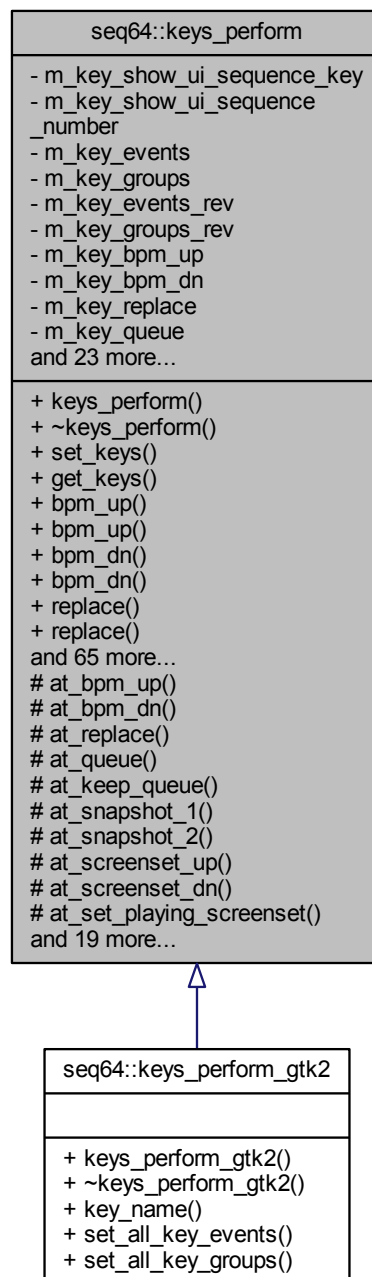 seq64::keys_perform
- m_key_show_ui_sequence_key
- m_key_show_ui_sequence
_number
- m_key_events
- m_key_groups
- m_key_events_rev
- m_key_groups_rev
- m_key_bpm_up
- m_key_bpm_dn
- m_key_replace
- m_key_queue
and 23 more...
+ keys_perform()
+ ~keys_perform()
+ set_keys()
+ get_keys()
+ bpm_up()
+ bpm_up()
+ bpm_dn()
+ bpm_dn()
+ replace()
+ replace()
and 65 more...
# at_bpm_up()
# at_bpm_dn()
# at_replace()
# at_queue()
# at_keep_queue()
# at_snapshot_1()
# at_snapshot_2()
# at_screenset_up()
# at_screenset_dn()
# at_set_playing_screenset()
and 19 more...
seq64::keys_perform_gtk2
+ keys_perform_gtk2()
+ ~keys_perform_gtk2()
+ key_name()
+ set_all_key_events()
+ set_all_key_groups()